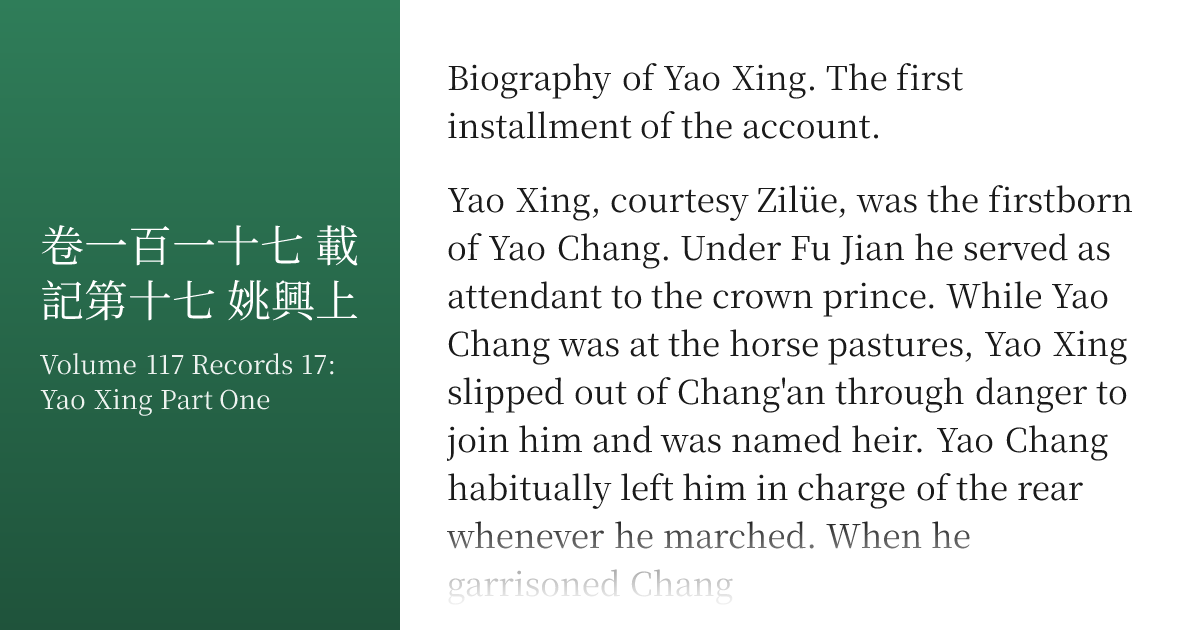 卷一百一十七 載
記第十七 姚興上
Volume 117 Records 17:
Yao Xing Part One
Biography of Yao Xing. The first
installment of the account.
Yao Xing, courtesy Zilüe, was the firstborn
of Yao Chang. Under Fu Jian he served as
attendant to the crown prince. While Yao
Chang was at the horse pastures, Yao Xing
slipped out of Chang'an through danger to
join him and was named heir. Yao Chang
habitually left him in charge of the rear
whenever he marched. When he
garrisoned Chang